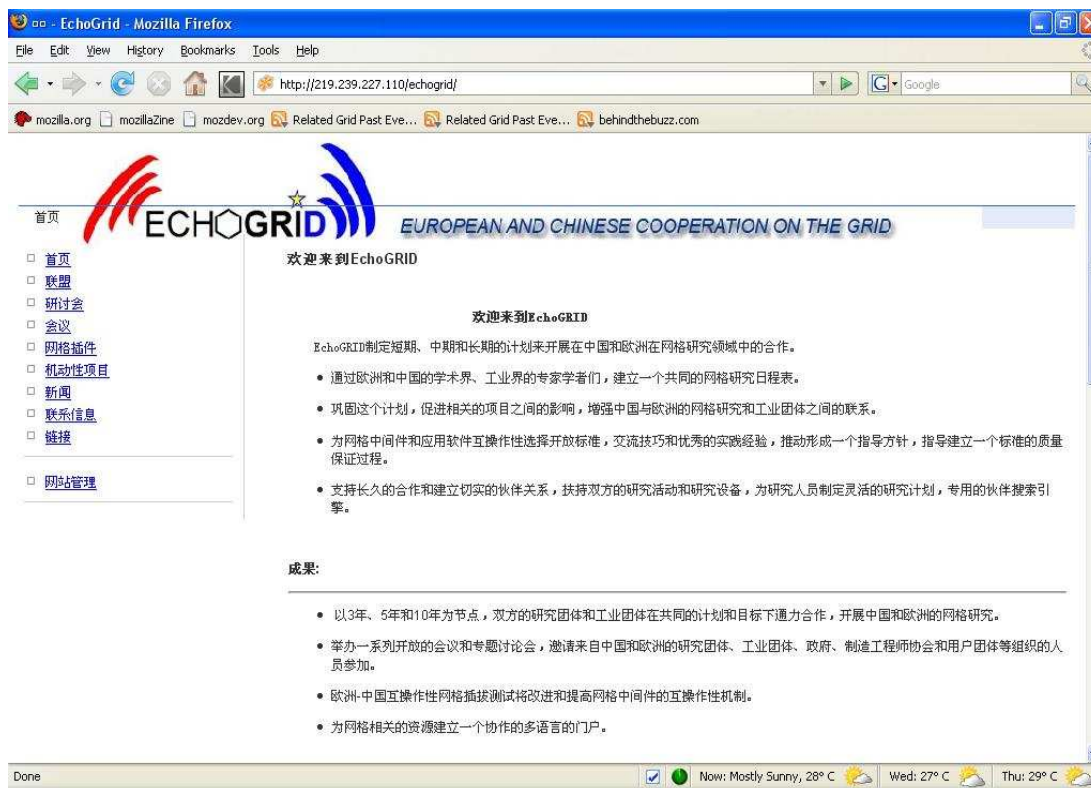 ▫▫ - EchoGrid - Mozilla Firefox
File Edit View History Bookmarks Tools Help
http://219.239.227.110/echogrid/
G Google
mozilla.org mozillaZine mozdev.org Related Grid Past Eve... Related Grid Past Eve... behindthebuzz.com
首页
ECHOGRID
EUROPEAN AND CHINESE COOPERATION ON THE GRID
首页
联盟
研讨会
会议
网格插件
机动性项目
新闻
联系信息
链接
网站管理
欢迎来到EchoGRID
欢迎来到EchoGRID
EchoGRID制定短期、中期和长期的计划来开展在中国和欧洲在网格研究领域中的合作。
通过欧洲和中国的学术界、工业界的专家学者们，建立一个共同的网格研究日程表。
巩固这个计划，促进相关的项目之间的影响，增强中国与欧洲的网格研究和工业团体之间的联系。
为网格中间件和应用软件互操作性选择开放标准，交流技巧和优秀的实践经验，推动形成一个指导方针，指导建立一个标准的质量
保证过程。
支持长久的合作和建立切实的伙伴关系，扶持双方的研究活动和研究设备，为研究人员制定灵活的研究计划，专用的伙伴搜索引
擎。
成果:
以3年、5年和10年为节点，双方的研究团体和工业团体在共同的计划和目标下通力合作，开展中国和欧洲的网格研究。
举办一系列开放的会议和专题讨论会，邀请来自中国和欧洲的研究团体、工业团体、政府、制造工程师协会和用户团体等组织的人
员参加。
欧洲-中国互操作性网格插拔测试将改进和提高网格中间件的互操作性机制。
为网格相关的资源建立一个协作的多语言的门户。
Done
Now: Mostly Sunny, 28° C Wed: 27° C Thu: 29° C